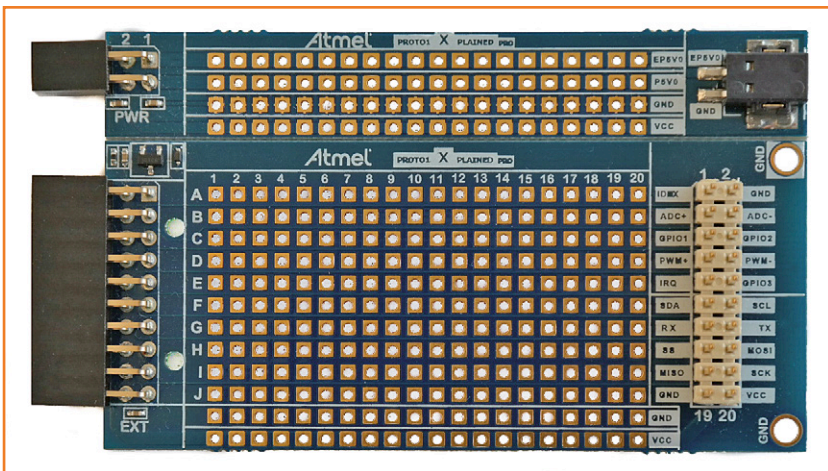 2 1
Atmel PROTO1 X PLAINED PRO
EP5V0 EP5V0
P5V0
GND GND
PWR
VCC
Atmel PROTO1 X PLAINED PRO
GND
1 2 3 4 5 6 7 8 9 10 11 12 13 14 15 16 17 18 19 20
1 2
A IDMX GND
B ADC+ ADC-
C GPIO1 GPIO2
D PWM+ PWM-
E IRQ GPIO3
F SDA SCL
G RX TX
H SS MOSI
I MISO SCK
J GND VCC
19 20
GND
EXT
GND
VCC